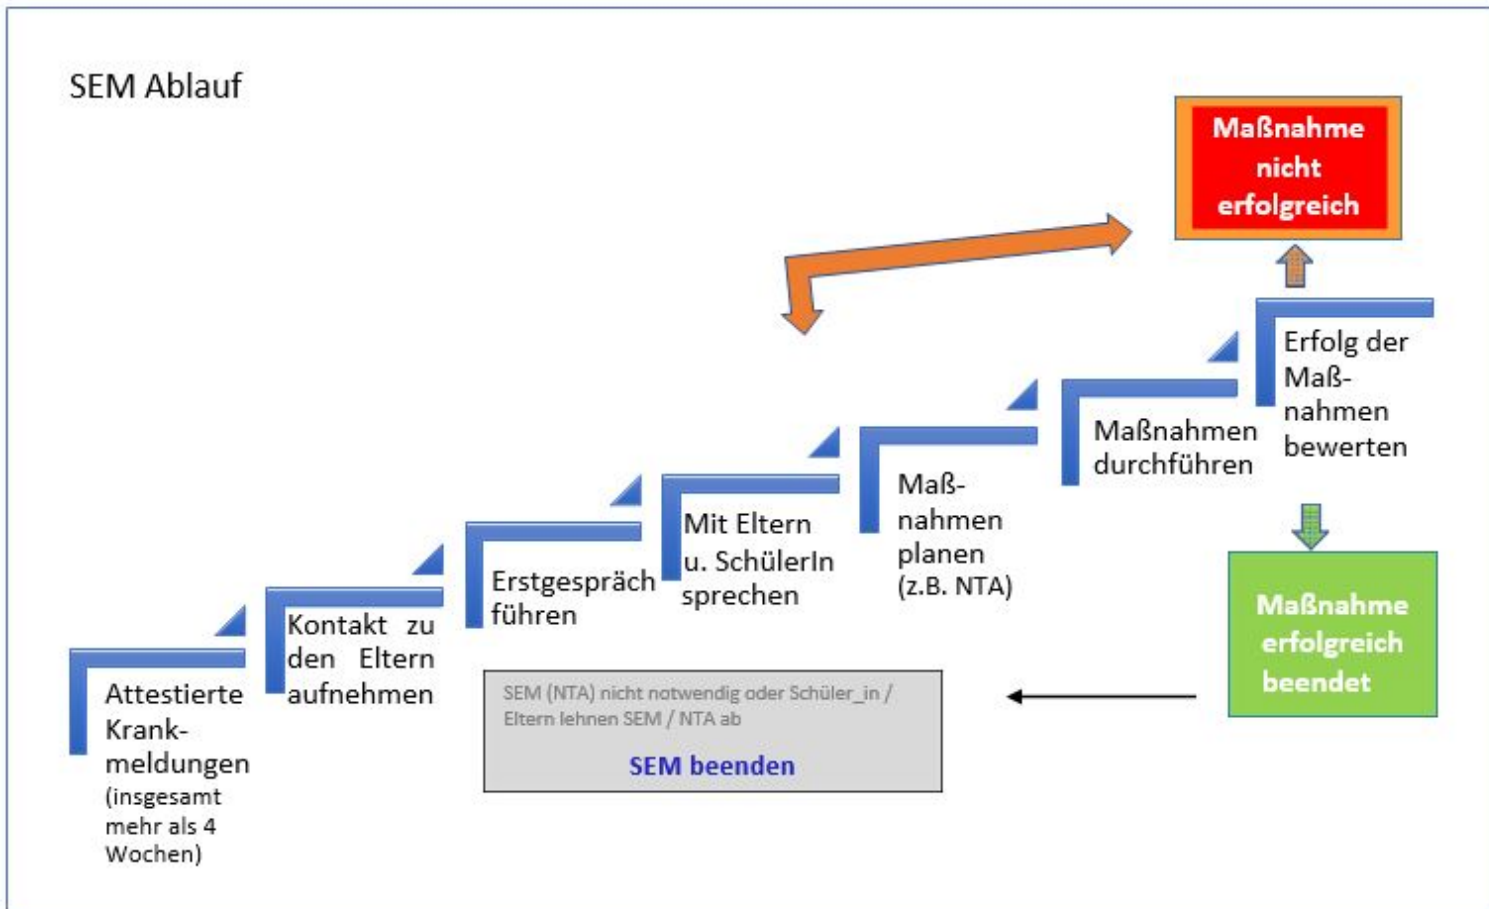 SEM Ablauf
Maßnahme
nicht
erfolgreich
Attestierte
Krank-
meldungen
(insgesamt
mehr als 4
Wochen)
Kontakt zu
den Eltern
aufnehmen
Erstgespräch
führen
Mit Eltern
u. SchülerIn
sprechen
Maß-
nahmen
planen
(z.B. NTA)
Maßnahmen
durchführen
Erfolg der
Maß-
nahmen
bewerten
SEM (NTA) nicht notwendig oder Schüler_in /
Eltern lehnen SEM / NTA ab
SEM beenden
Maßnahme
erfolgreich
beendet